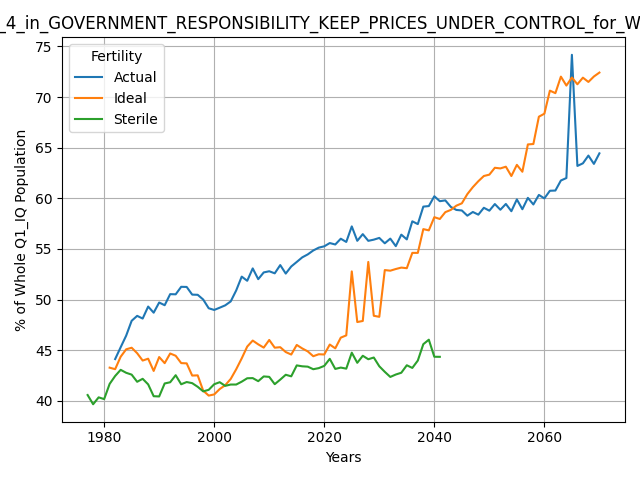 _4_in_GOVERNMENT_RESPONSIBILITY_KEEP_PRICES_UNDER_CONTROL_for_W
Fertility
Actual
Ideal
Sterile
% of Whole Q1_IQ Population
75
70
65
60
55
50
45
40
1980 2000 2020 2040 2060
Years